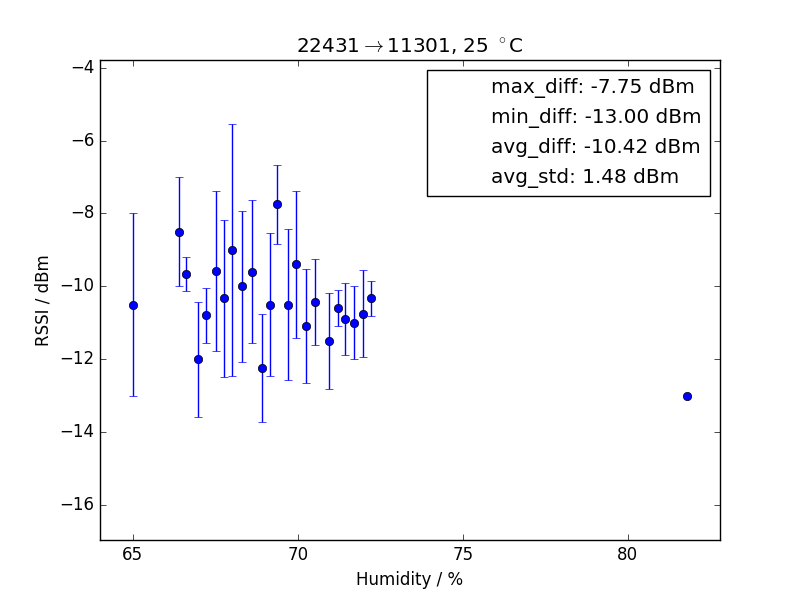 22431→11301, 25 °C
max_diff: -7.75 dBm
min_diff: -13.00 dBm
avg_diff: -10.42 dBm
avg_std: 1.48 dBm
RSSI / dBm
−4
−6
−8
−10
−12
−14
−16
65 70 75 80
Humidity / %